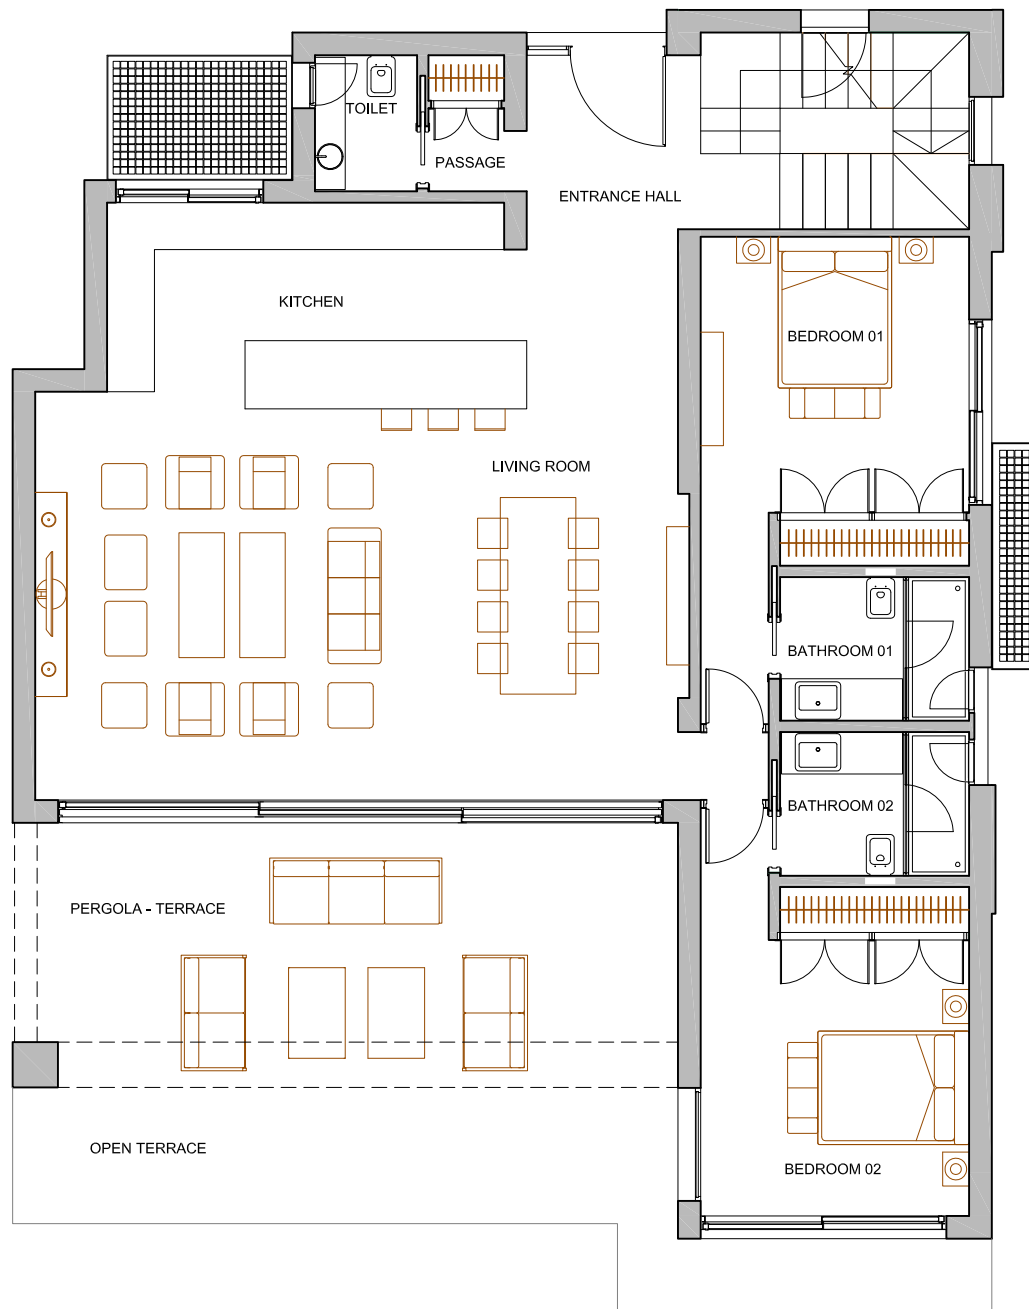 TOILET
PASSAGE
ENTRANCE HALL
KITCHEN
BEDROOM 01
LIVING ROOM
BATHROOM 01
BATHROOM 02
PERGOLA - TERRACE
OPEN TERRACE
BEDROOM 02